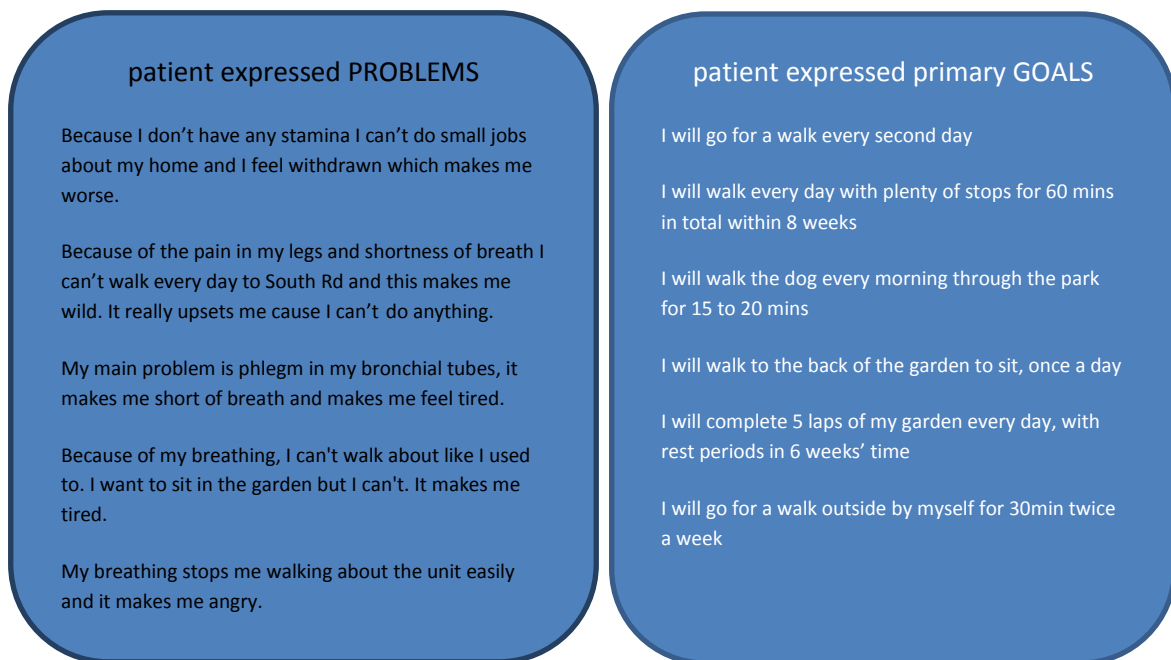 patient expressed PROBLEMS
Because I don’t have any stamina I can’t do small jobs
about my home and I feel withdrawn which makes me
worse.
Because of the pain in my legs and shortness of breath I
can’t walk every day to South Rd and this makes me
wild. It really upsets me cause I can’t do anything.
My main problem is phlegm in my bronchial tubes, it
makes me short of breath and makes me feel tired.
Because of my breathing, I can't walk about like I used
to. I want to sit in the garden but I can't. It makes me
tired.
My breathing stops me walking about the unit easily
and it makes me angry.
patient expressed primary GOALS
I will go for a walk every second day
I will walk every day with plenty of stops for 60 mins
in total within 8 weeks
I will walk the dog every morning through the park
for 15 to 20 mins
I will walk to the back of the garden to sit, once a day
I will complete 5 laps of my garden every day, with
rest periods in 6 weeks’ time
I will go for a walk outside by myself for 30min twice
a week